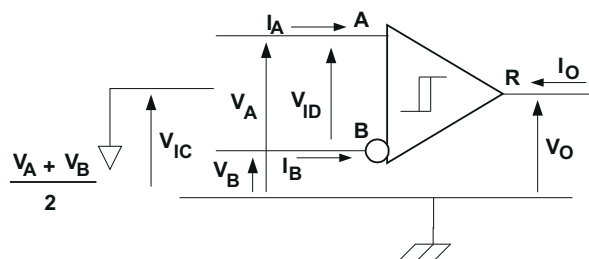 I_A A
R I_O
V_A V_ID
V_IC
B
V_A + V_B
2
V_B I_B
V_O